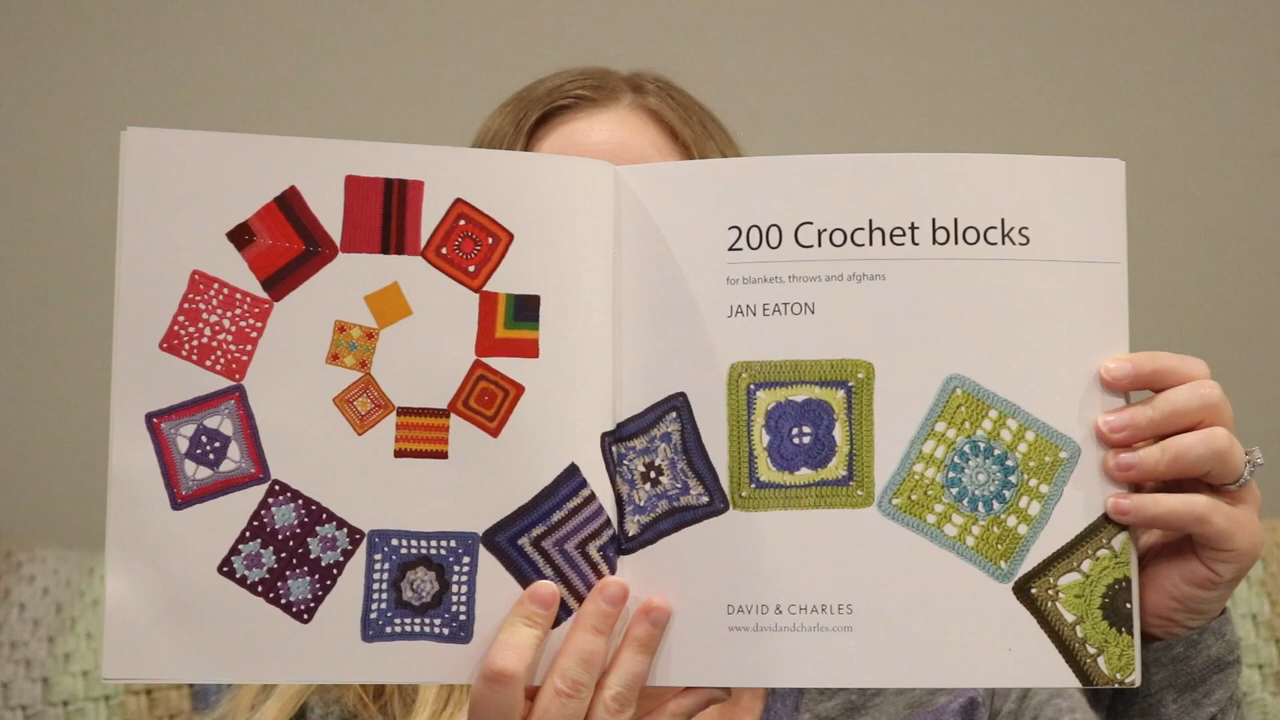 200 Crochet blocks
for blankets, throws and afghans
JAN EATON
DAVID & CHARLES
www.davidandcharles.com